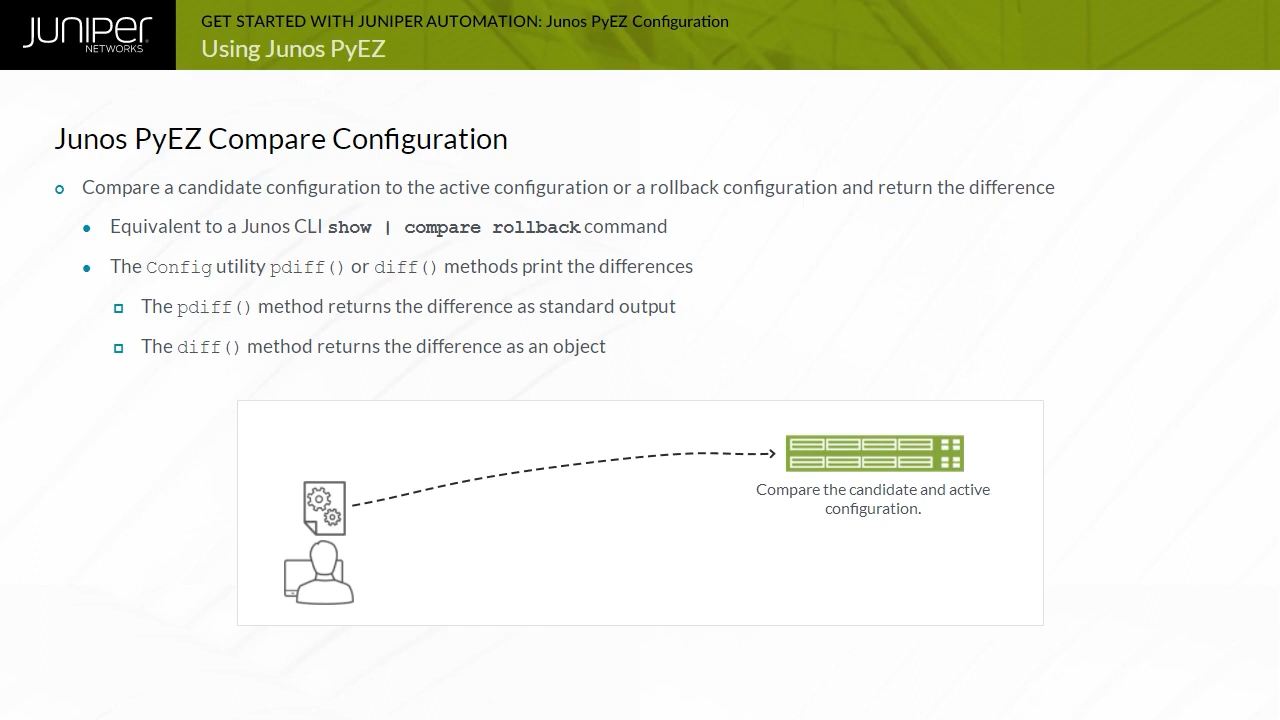 JUNIPER
NETWORKS
GET STARTED WITH JUNIPER AUTOMATION: Junos PyEZ Configuration
Using Junos PyEZ
Junos PyEZ Compare Configuration
Compare a candidate configuration to the active configuration or a rollback configuration and return the difference
Equivalent to a Junos CLI show | compare rollback command
The Config utility pdiff() or diff() methods print the differences
The pdiff() method returns the difference as standard output
The diff() method returns the difference as an object
Compare the candidate and active
configuration.